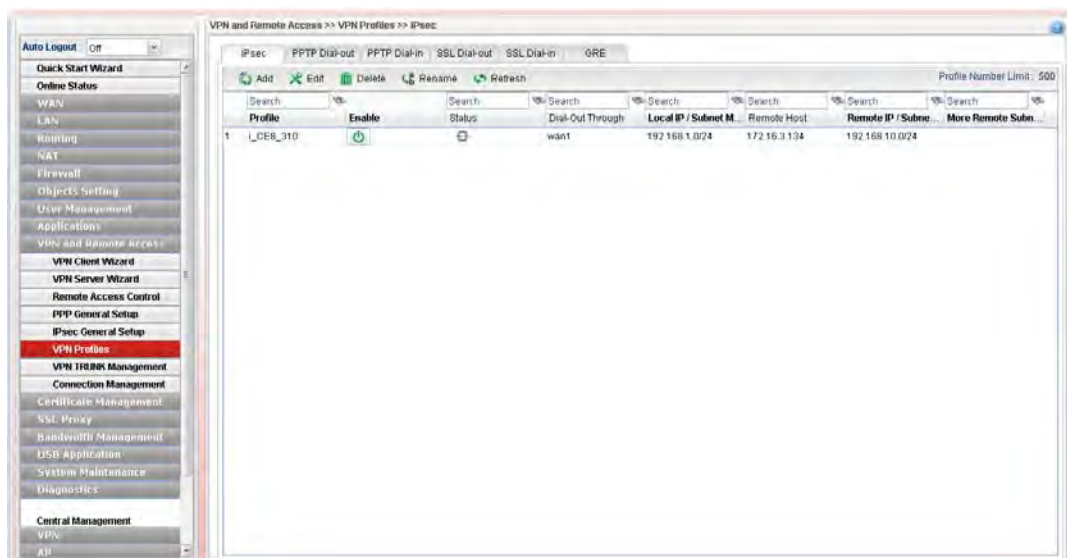 VPN and Remote Access >> VPN Profiles >> IPsec
Auto Logout : Off
Quick Start Wizard
Online Status
WAN
LAN
Routing
NAT
Firewall
Objects Setting
User Management
Applications
VPN and Remote Access
VPN Client Wizard
VPN Server Wizard
Remote Access Control
PPP General Setup
IPsec General Setup
VPN Profiles
VPN TRUNK Management
Connection Management
Certificate Management
SSL Proxy
Bandwidth Management
USB Application
System Maintenance
Diagnostics
Central Management
VPN
AP
IPsec PPTP Dial-out PPTP Dial-in SSL Dial-out SSL Dial-in GRE
Add Edit Delete Rename Refresh Profile Number Limit : 500
Search Search Search Search Search Search Search
Profile Enable Status Dial-Out Through Local IP / Subnet M... Remote Host Remote IP / Subne... More Remote Subn...
1 i_CE8_310 wan1 192.168.1.0/24 172.16.3.134 192.168.10.0/24